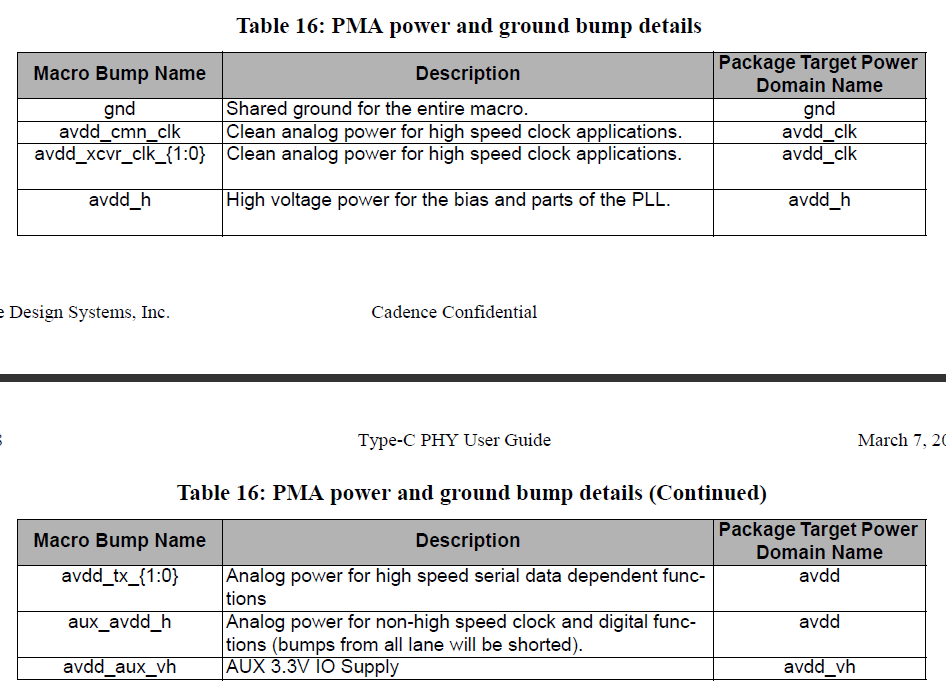 Table 16: PMA power and ground bump details
Macro Bump Name Description Package Target Power
Domain Name
gnd Shared ground for the entire macro. gnd
avdd_cmn_clk Clean analog power for high speed clock applications. avdd_clk
avdd_xcvr_clk_{1:0} Clean analog power for high speed clock applications. avdd_clk
avdd_h High voltage power for the bias and parts of the PLL. avdd_h
Design Systems, Inc. Cadence Confidential
Type-C PHY User Guide March 7, 20
Table 16: PMA power and ground bump details (Continued)
Macro Bump Name Description Package Target Power
Domain Name
avdd_tx_{1:0} Analog power for high speed serial data dependent func- avdd
tions
aux_avdd_h Analog power for non-high speed clock and digital func- avdd
tions (bumps from all lane will be shorted).
avdd_aux_vh AUX 3.3V IO Supply avdd_vh